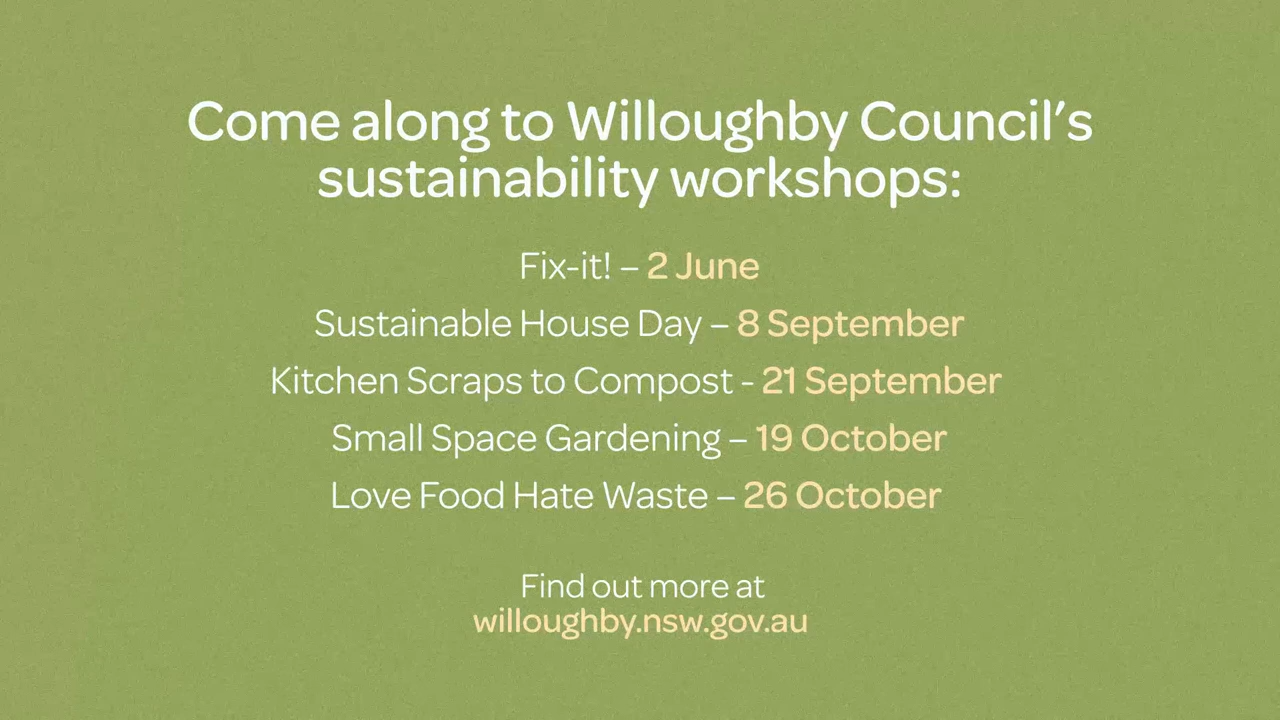 Come along to Willoughby Council’s
sustainability workshops:
Fix-it! – 2 June
Sustainable House Day – 8 September
Kitchen Scraps to Compost - 21 September
Small Space Gardening – 19 October
Love Food Hate Waste – 26 October
Find out more at
willoughby.nsw.gov.au